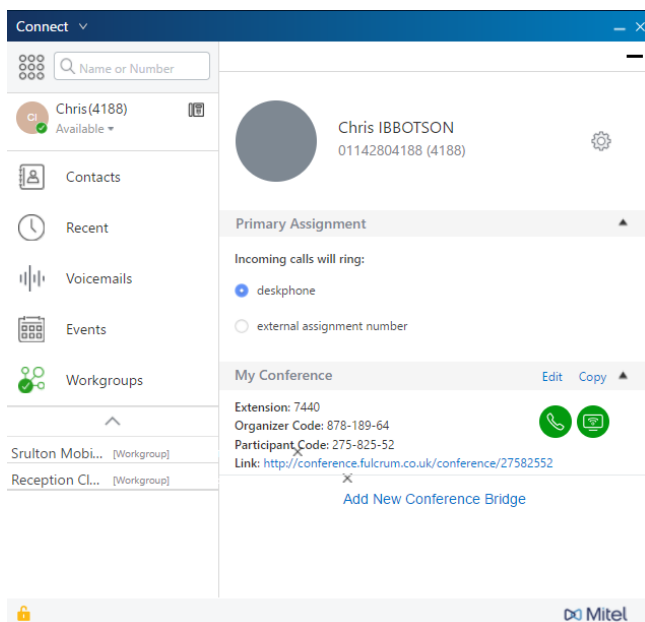 Connect
Name or Number
CI
Chris(4188)
Available
Contacts
Recent
Voicemails
Events
Workgroups
Srulton Mobi... [Workgroup]
Reception Cl... [Workgroup]
Chris IBBOTSON
01142804188 (4188)
Primary Assignment
Incoming calls will ring:
deskphone
external assignment number
My Conference Edit Copy
Extension: 7440
Organizer Code: 878-189-64
Participant Code: 275-825-52
Link: http://conference.fulcrum.co.uk/conference/27582552
Add New Conference Bridge
Mitel